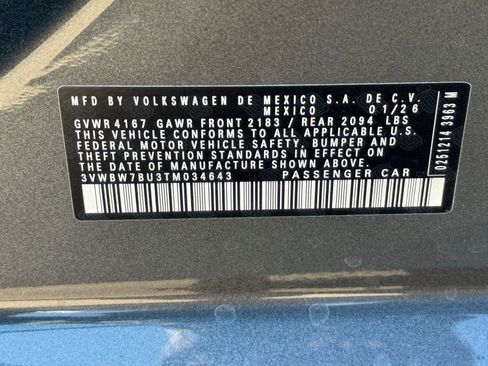 MFD BY VOLKSWAGEN DE MEXICO S.A. DE C.V.
MEXICO 01/26
GVWR 4167 GAWR FRONT 2183 / REAR 2094 LBS
THIS VEHICLE CONFORMS TO ALL APPLICABLE U.S.
FEDERAL MOTOR VEHICLE SAFETY, BUMPER AND
THEFT PREVENTION STANDARDS IN EFFECT ON
THE DATE OF MANUFACTURE SHOWN ABOVE.
3VWBW7BU3TM034643 PASSENGER CAR
0251214 3963 M